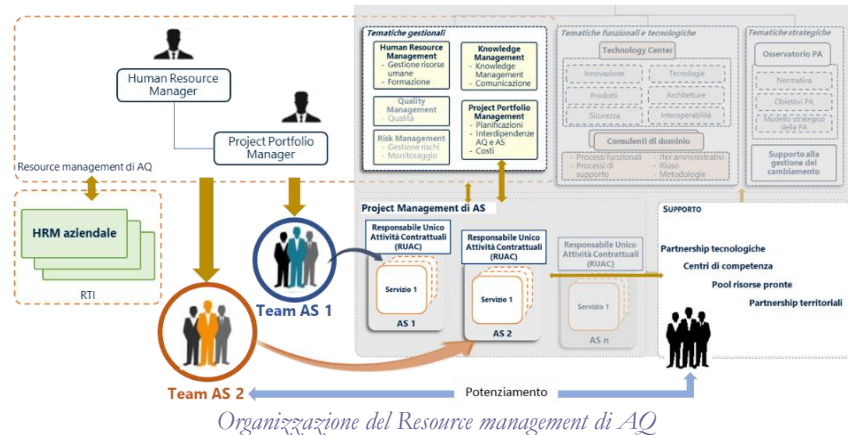 Human Resource
Manager
Project Portfolio
Manager
Resource management di AQ
HRM aziendale
RTI
Team AS 1
Team AS 2
Tematiche gestionali
Human Resource
Management
- Gestione risorse
umane
- Formazione
Quality
Management
- Qualità
Risk Management
- Gestione rischi
- Monitoraggio
Knowledge
Management
- Knowledge
Management
- Comunicazione
Project Portfolio
Management
- Pianificazioni
- Interdipendenze
AQ e AS
- Costi
Tematiche funzionali e tecnologiche
Technology Center
Innovazione
Tecnologie
Prodotti
Architetture
Sicurezza
Interoperabilità
Consulenti di dominio
- Processi funzionali
- Processi di
supporto
- Iter amministrativi
- Riuso
- Metodologie
Tematiche strategiche
Osservatorio PA
Normativa
Obiettivi PA
Modello strategico
della PA
Supporto alla
gestione del
cambiamento
Project Management di AS
Responsabile Unico
Attività Contrattuali
(RUAC)
Servizio 1
AS 1
Responsabile Unico
Attività Contrattuali
(RUAC)
Servizio 1
AS 2
Responsabile Unico
Attività Contrattuali
(RUAC)
Servizio 1
AS n
SUPPORTO
Partnership tecnologiche
Centri di competenza
Pool risorse pronte
Partnership territoriali
Potenziamento
Organizzazione del Resource management di AQ